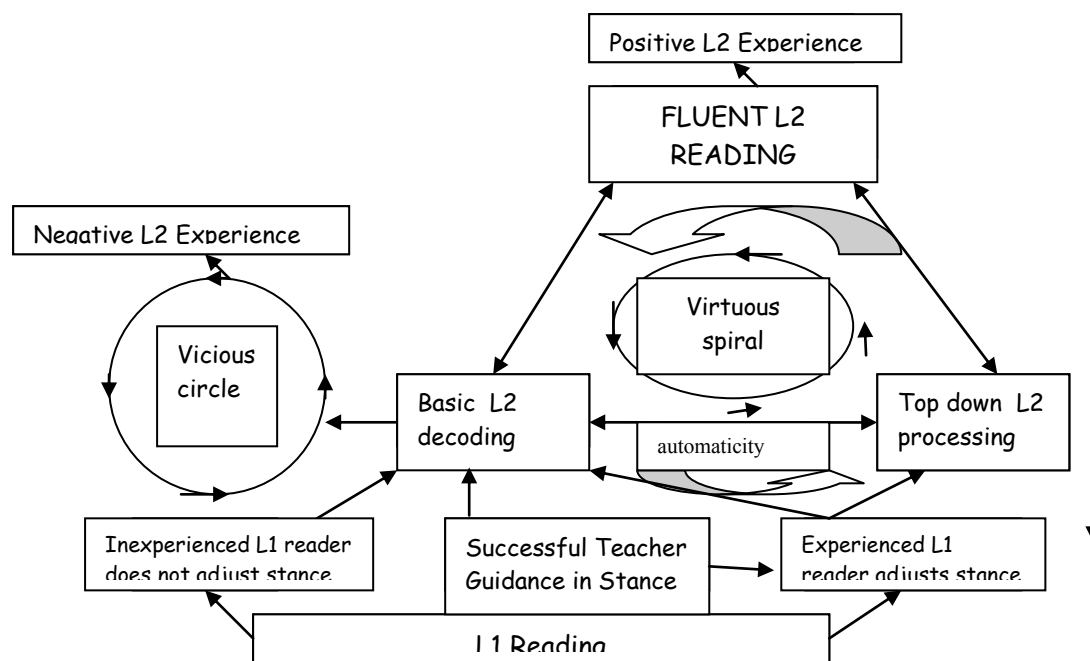 Positive L2 Experience
FLUENT L2
READING
Negative L2 Experience
Virtuous
spiral
Vicious
circle
Basic L2
decoding
Top down L2
processing
automaticity
Inexperienced L1 reader
does not adjust stance
Successful Teacher
Guidance in Stance
Experienced L1
reader adjusts stance
L1 Reading